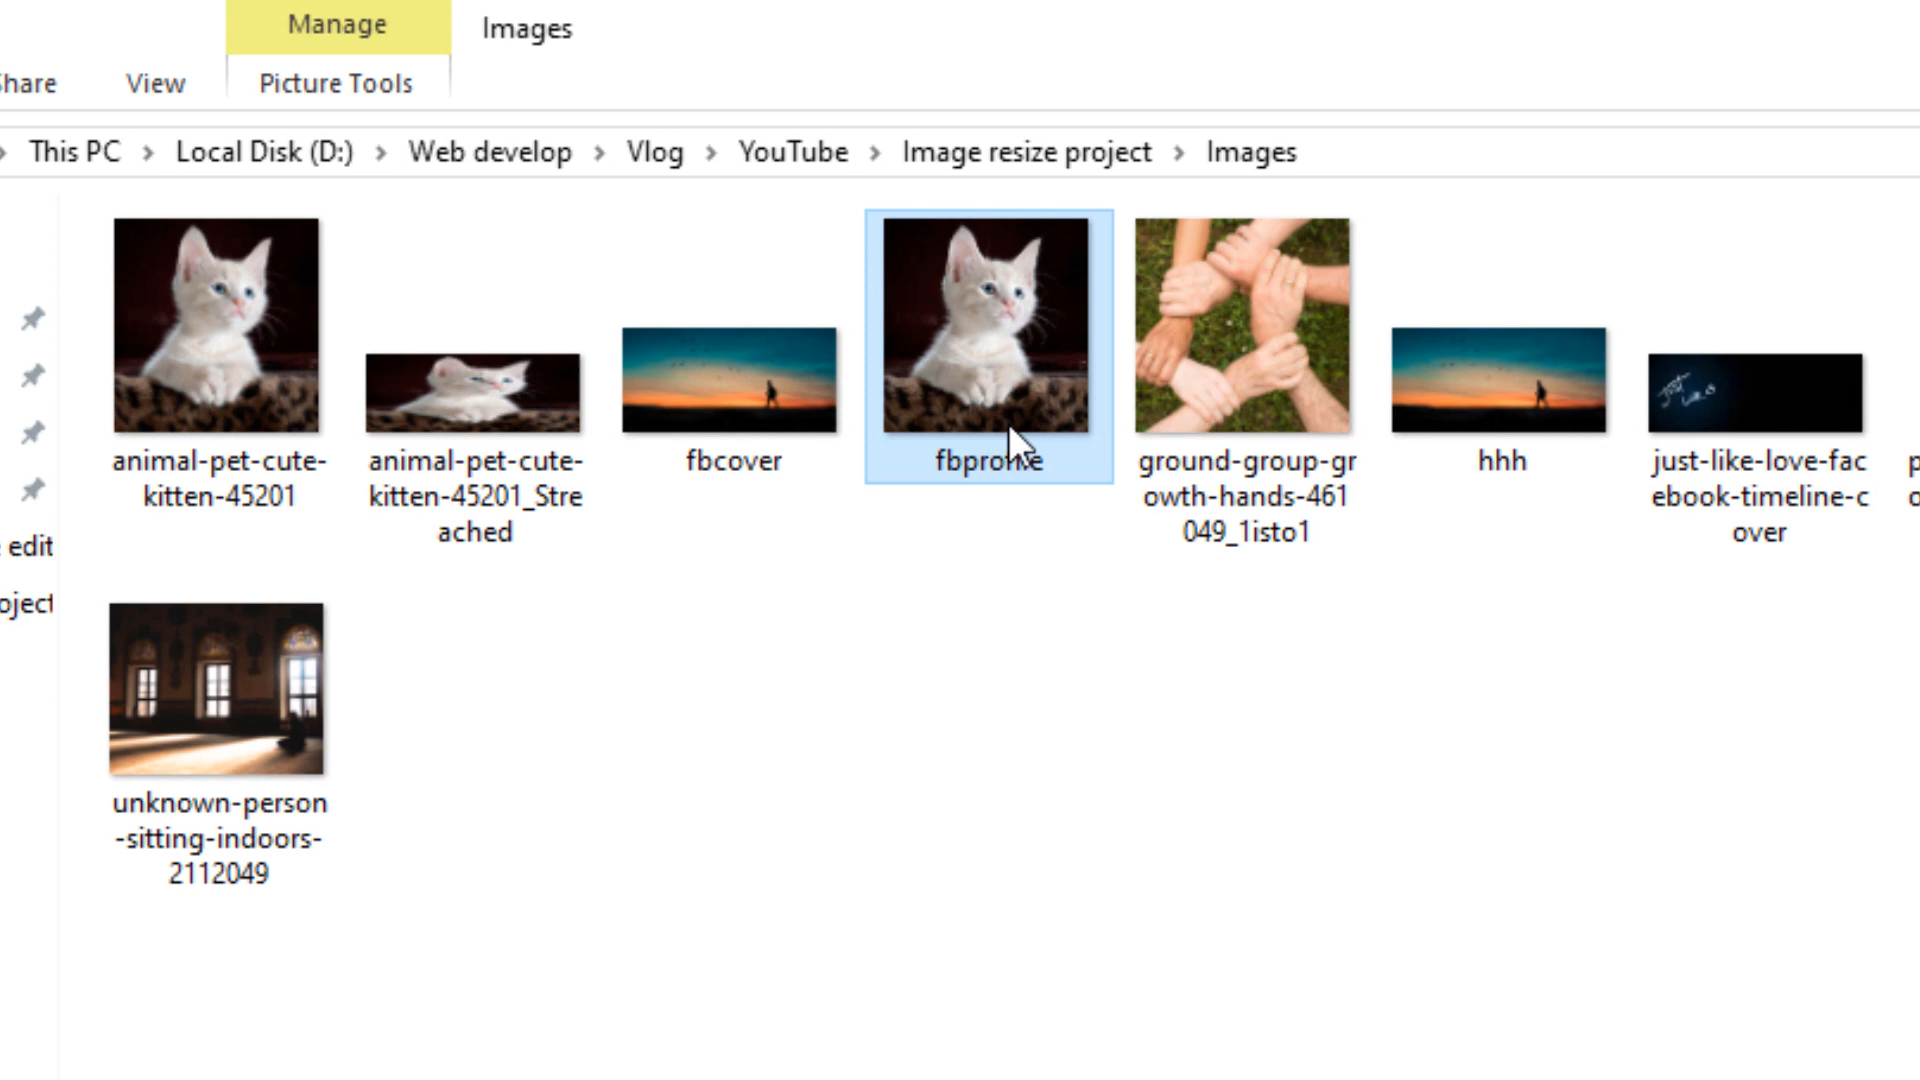 Manage Images
Share View Picture Tools
This PC Local Disk (D:) Web develop Vlog YouTube Image resize project Images
animal-pet-cute-
kitten-45201
animal-pet-cute-
kitten-45201_Stre
ached
fbcover
fbprofile
ground-group-gr
owth-hands-461
049_1isto1
hhh
just-like-love-fac
ebook-timeline-c
over
edit
oject
unknown-person
-sitting-indoors-
2112049